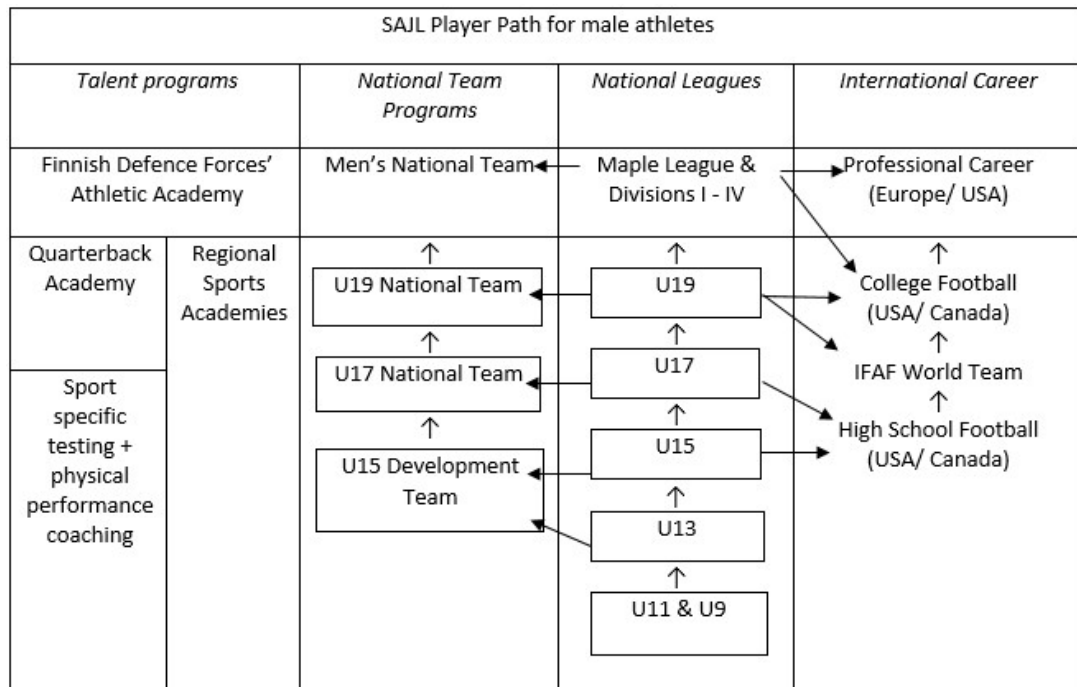 SAJL Player Path for male athletes
Talent programs
National Team
Programs
National Leagues
International Career
Finnish Defence Forces’
Athletic Academy
Men’s National Team
Maple League &
Divisions I - IV
Professional Career
(Europe/ USA)
Quarterback
Academy
Regional
Sports
Academies
Sport
specific
testing +
physical
performance
coaching
U19 National Team
U17 National Team
U15 Development
Team
U19
U17
U15
U13
U11 & U9
College Football
(USA/ Canada)
IFAF World Team
High School Football
(USA/ Canada)